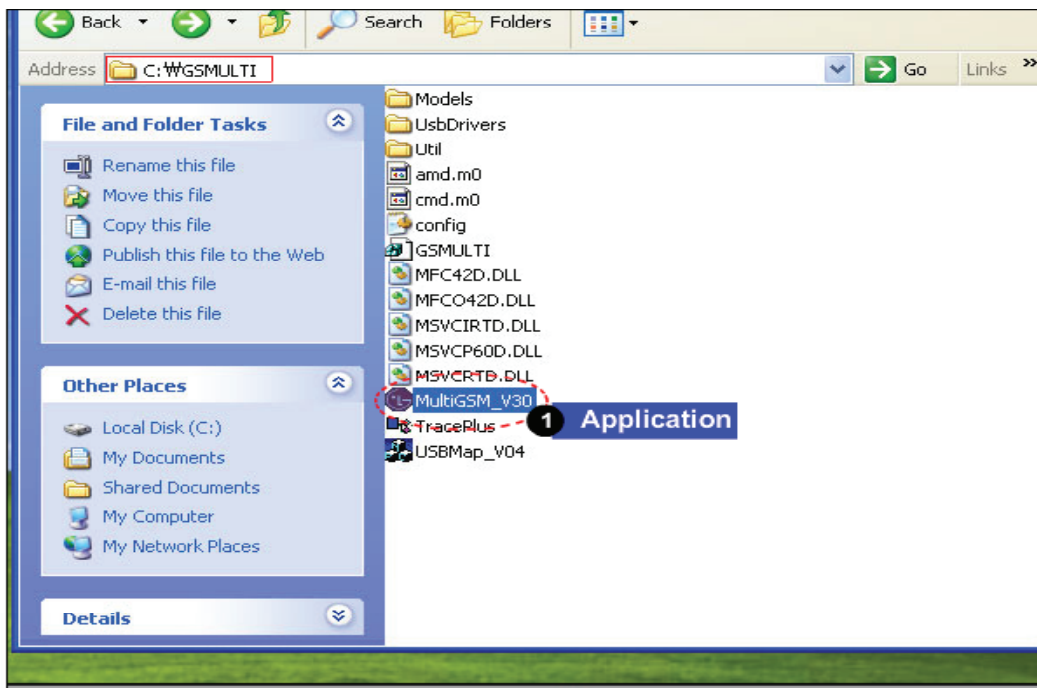 Back
Search
Folders
Address
C:₩GSMULTI
Go
Links
»
File and Folder Tasks
Rename this file
Move this file
Copy this file
Publish this file to the Web
E-mail this file
Delete this file
Other Places
Local Disk (C:)
My Documents
Shared Documents
My Computer
My Network Places
Details
Models
UsbDrivers
Util
amd.m0
cmd.m0
config
GSMULTI
MFC42D.DLL
MFCO42D.DLL
MSVCIRTD.DLL
MSVCP60D.DLL
MSVCRTD.DLL
MultiGSM_V30
TracePlus
USBMap_V04
1 Application